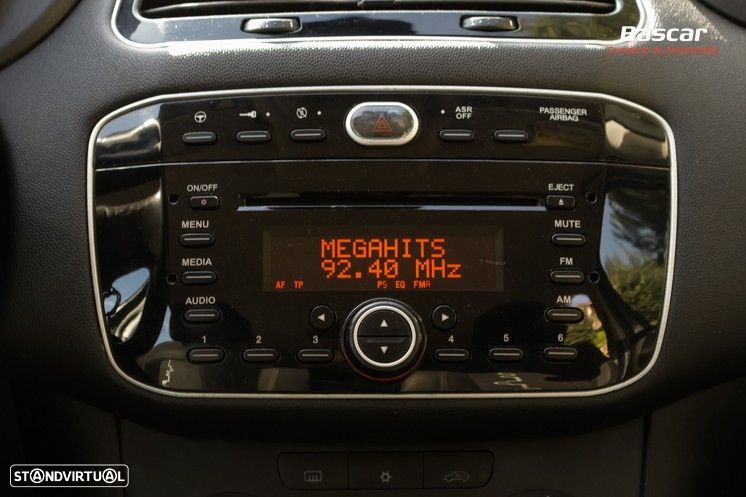 Bascar
ASR
OFF
PASSENGER
AIRBAG
ON/OFF
EJECT
MENU
MUTE
MEDIA
FM
AUDIO
AM
MEGAHITS
92.40 MHz
AF TP PS EQ FMA
1 2 3 4 5 6
STANDVIRTUAL